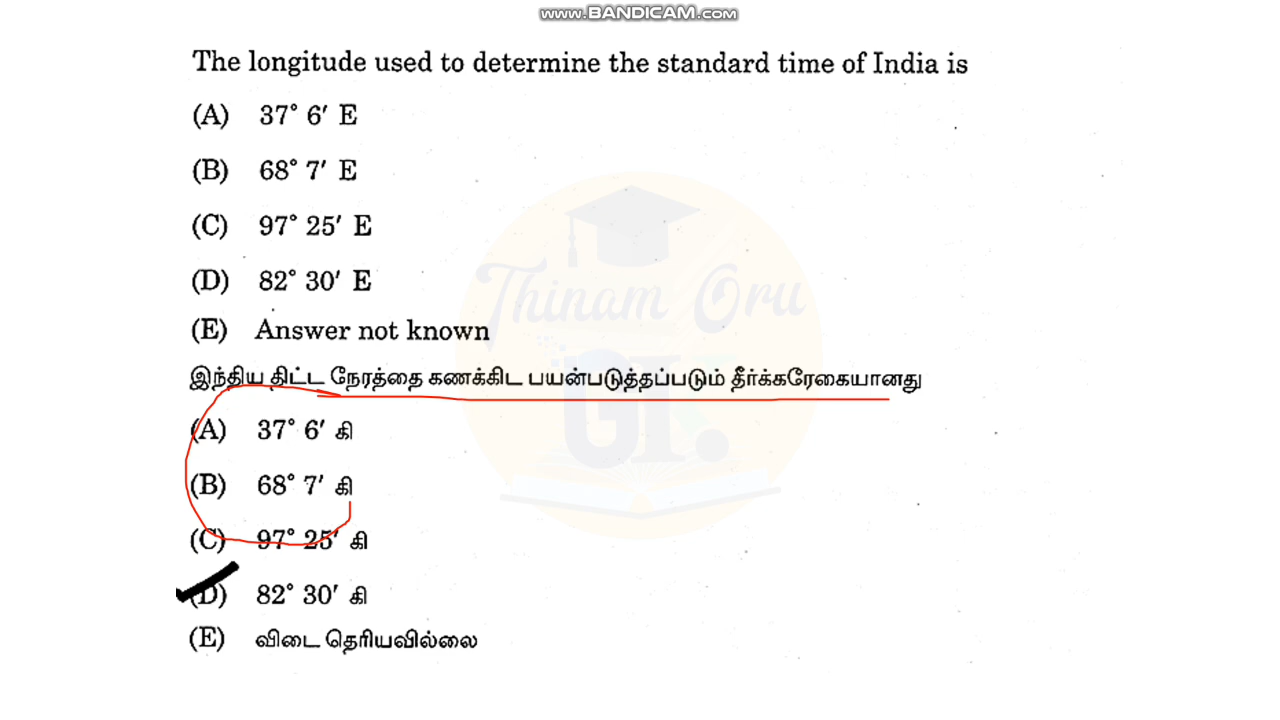 www.BANDICAM.com
The longitude used to determine the standard time of India is
(A) 37° 6′ E
(B) 68° 7′ E
(C) 97° 25′ E
(D) 82° 30′ E
(E) Answer not known
இந்திய திட்ட நேரத்தை கணக்கிட பயன்படுத்தப்படும் தீர்க்கரேகையானது
(A) 37° 6′ கி
(B) 68° 7′ கி
(C) 97° 25′ கி
(D) 82° 30′ கி
(E) விடை தெரியவில்லை
Thinam Oru
GK